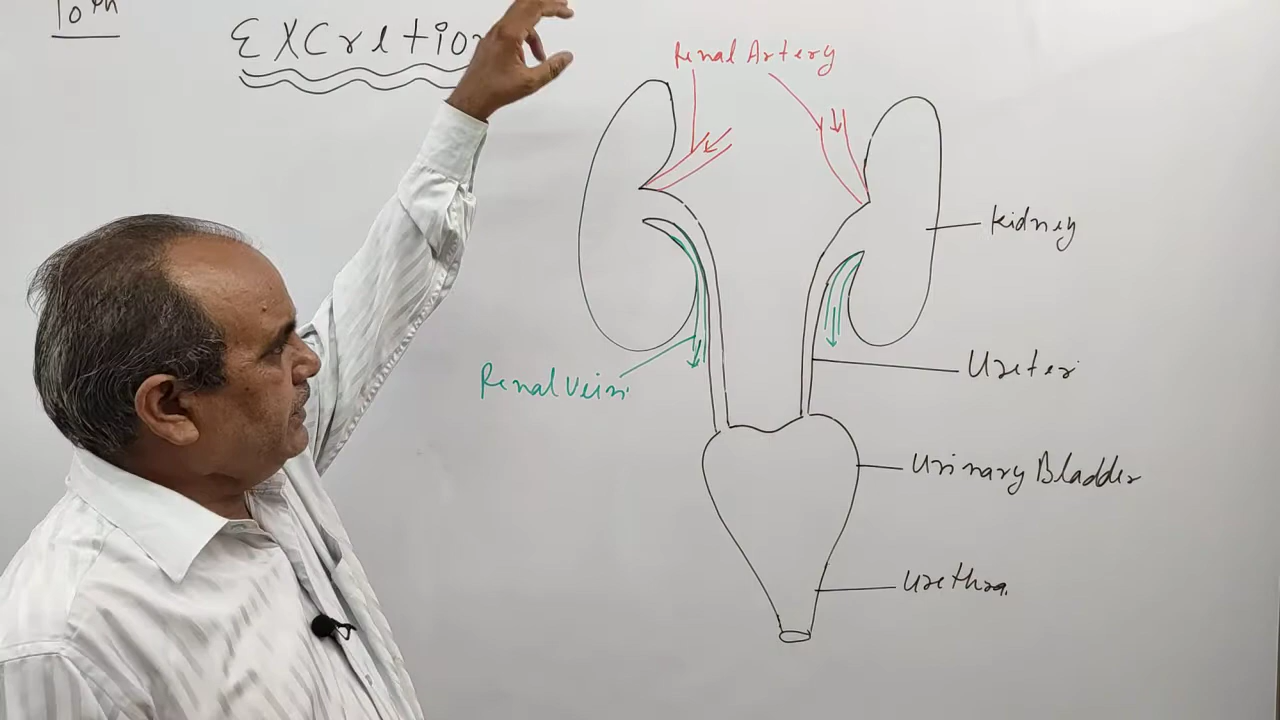 10th
Excretion
Renal Artery
Kidney
Renal Vein
Ureter
Urinary Bladder
Urethra